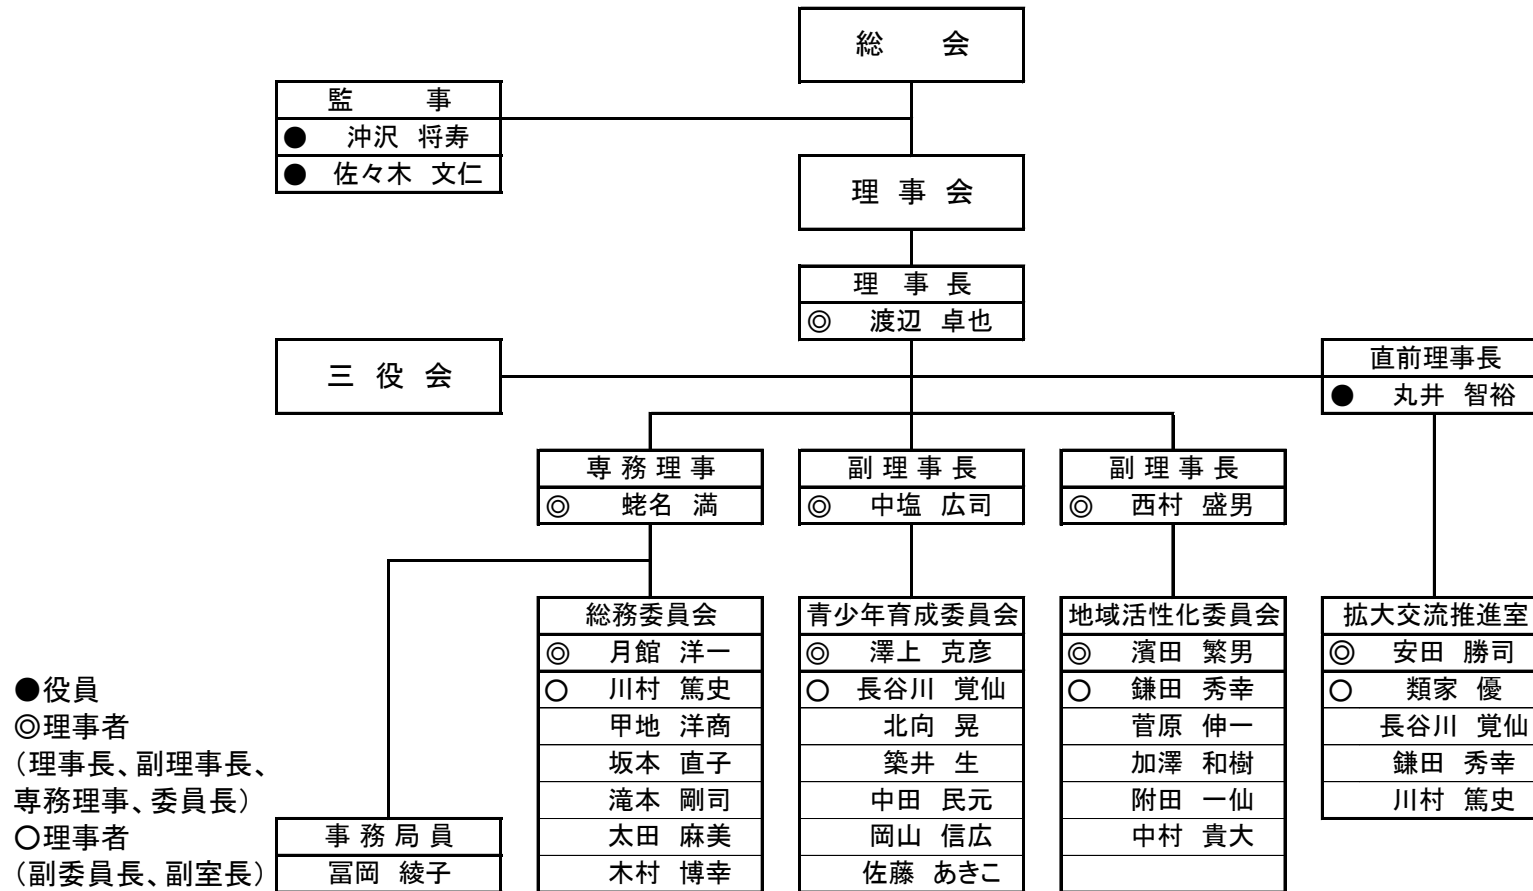 総 会
監 事
● 沖沢 将寿
● 佐々木 文仁
理 事 会
理 事 長
◎ 渡辺 卓也
三 役 会
直前理事長
● 丸井 智裕
専 務 理 事
◎ 蛯名 満
副 理 事 長
◎ 中塩 広司
副 理 事 長
◎ 西村 盛男
総務委員会
◎ 月館 洋一
○ 川村 篤史
甲地 洋商
坂本 直子
滝本 剛司
太田 麻美
木村 博幸
青少年育成委員会
◎ 澤上 克彦
○ 長谷川 覚仙
北向 晃
築井 生
中田 民元
岡山 信広
佐藤 あきこ
地域活性化委員会
◎ 濱田 繁男
○ 鎌田 秀幸
菅原 伸一
加澤 和樹
附田 一仙
中村 貴大
拡大交流推進室
◎ 安田 勝司
○ 類家 優
長谷川 覚仙
鎌田 秀幸
川村 篤史
●役員
◎理事者
(理事長、副理事長、
専務理事、委員長)
○理事者
(副委員長、副室長)
事 務 局 員
冨岡 綾子